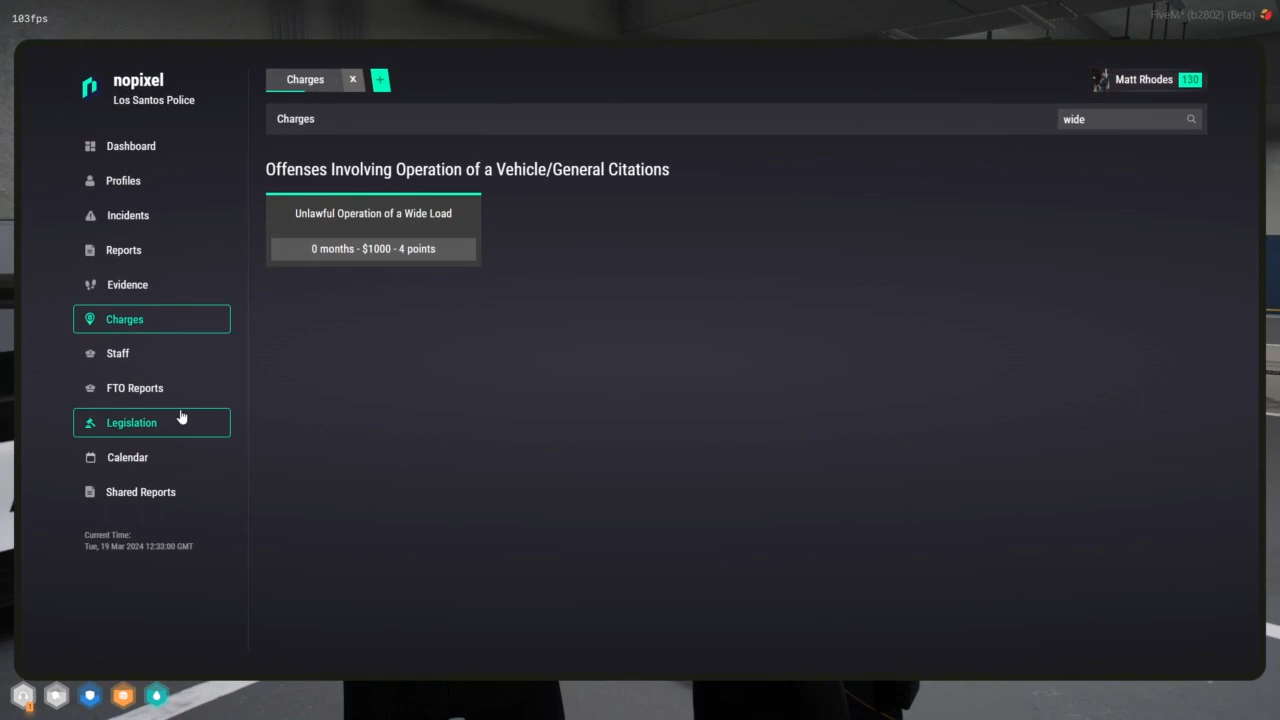 103fps
FiveM* (b2802) (Beta)
nopixel
Los Santos Police
Charges x +
Matt Rhodes 130
Charges
wide
Dashboard
Profiles
Incidents
Reports
Evidence
Charges
Staff
FTO Reports
Legislation
Calendar
Shared Reports
Current Time:
Tue, 19 Mar 2024 12:33:00 GMT
Offenses Involving Operation of a Vehicle/General Citations
Unlawful Operation of a Wide Load
0 months - $1000 - 4 points
1